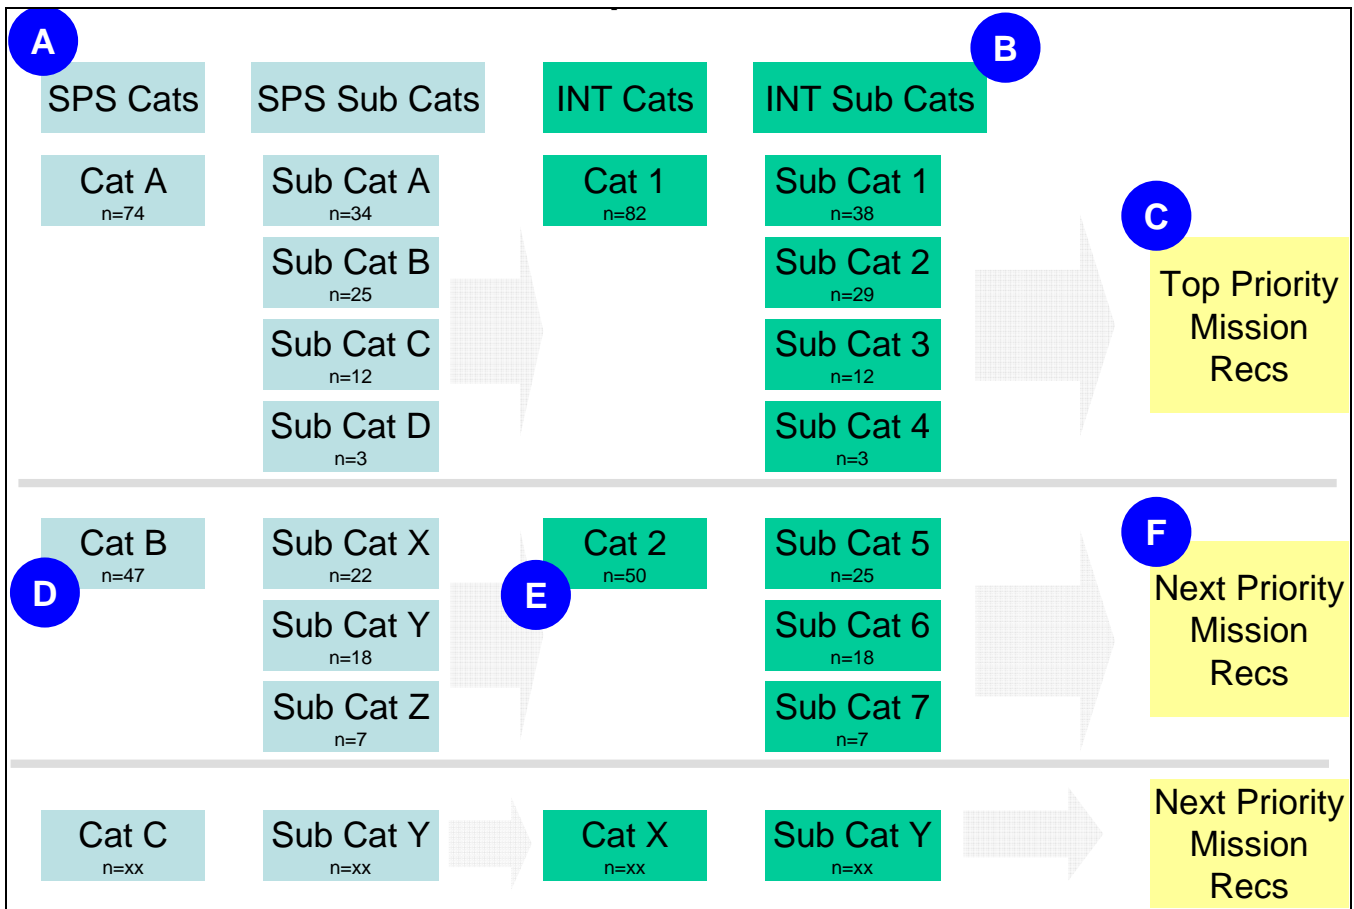 A
B
SPS Cats
SPS Sub Cats
INT Cats
INT Sub Cats
Cat A
n=74
Sub Cat A
n=34
Cat 1
n=82
Sub Cat 1
n=38
Sub Cat B
n=25
Sub Cat 2
n=29
Sub Cat C
n=12
Sub Cat 3
n=12
Sub Cat D
n=3
Sub Cat 4
n=3
C
Top Priority
Mission
Recs
Cat B
n=47
D
Sub Cat X
n=22
Cat 2
n=50
E
Sub Cat 5
n=25
Sub Cat Y
n=18
Sub Cat 6
n=18
Sub Cat Z
n=7
Sub Cat 7
n=7
F
Next Priority
Mission
Recs
Cat C
n=xx
Sub Cat Y
n=xx
Cat X
n=xx
Sub Cat Y
n=xx
Next Priority
Mission
Recs